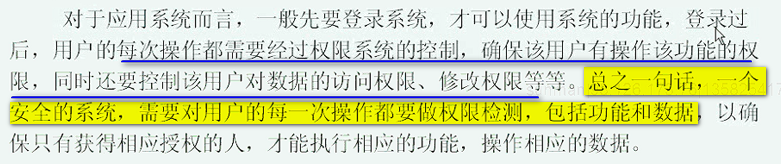 对于应用系统而言，一般先要登录系统，才可以使用系统的功能，登录过
后，用户的每次操作都需要经过权限系统的控制，确保该用户有操作该功能的权
限，同时还要控制该用户对数据的访问权限、修改权限等等。总之一句话，一个
安全的系统，需要对用户的每一次操作都要做权限检测，包括功能和数据，以确
保只有获得相应授权的人，才能执行相应的功能，操作相应的数据。